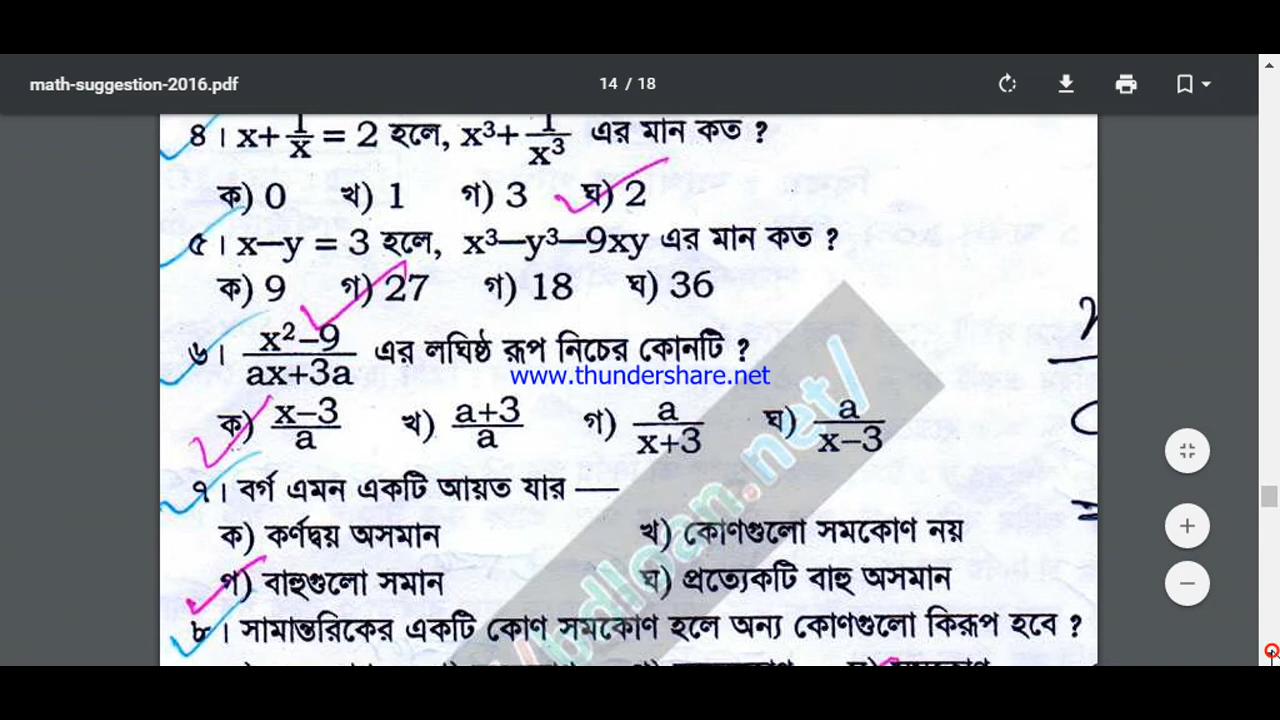 math-suggestion-2016.pdf
14 / 18
৪। x+ 1/x = 2 হলে, x³+ 1/x³ এর মান কত ?
ক) 0 খ) 1 গ) 3 ঘ) 2
৫। x–y = 3 হলে, x³–y³–9xy এর মান কত ?
ক) 9 গ) 27 গ) 18 ঘ) 36
৬। x²–9/ax+3a এর লঘিষ্ঠ রূপ নিচের কোনটি ?
www.thundershare.net
ক) x–3/a খ) a+3/a গ) a/x+3 ঘ) a/x–3
৭। বর্গ এমন একটি আয়ত যার —
ক) কর্ণদ্বয় অসমান খ) কোণগুলো সমকোণ নয়
গ) বাহুগুলো সমান ঘ) প্রত্যেকটি বাহু অসমান
//bdloan.net/
৮। সামান্তরিকের একটি কোণ সমকোণ হলে অন্য কোণগুলো কিরূপ হবে ?